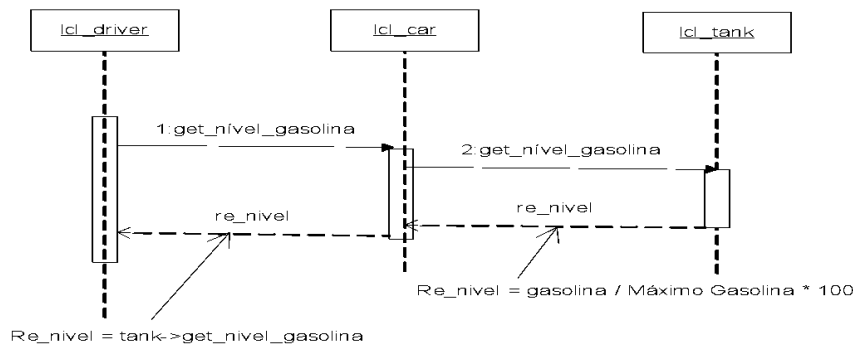 lcl_driver
lcl_car
lcl_tank
1:get_nível_gasolina
2:get_nível_gasolina
re_nivel
re_nivel
Re_nivel = gasolina / Máximo Gasolina * 100
Re_nivel = tank->get_nivel_gasolina